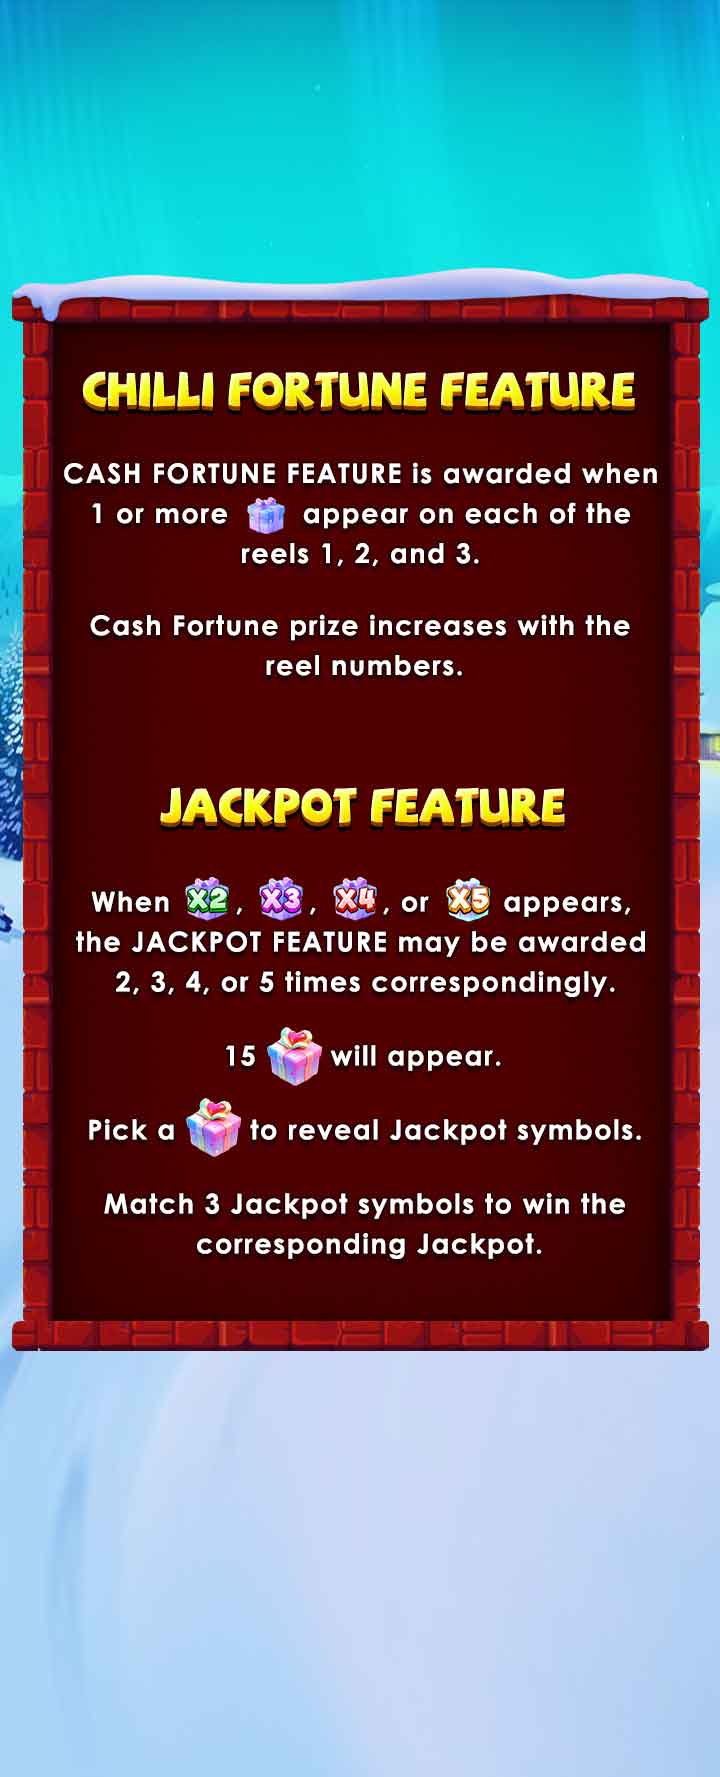 CHILLI FORTUNE FEATURE
CASH FORTUNE FEATURE is awarded when
1 or more appear on each of the
reels 1, 2, and 3.
Cash Fortune prize increases with the
reel numbers.
JACKPOT FEATURE
When X2, X3, X4, or X5 appears,
the JACKPOT FEATURE may be awarded
2, 3, 4, or 5 times correspondingly.
15 will appear.
Pick a to reveal Jackpot symbols.
Match 3 Jackpot symbols to win the
corresponding Jackpot.